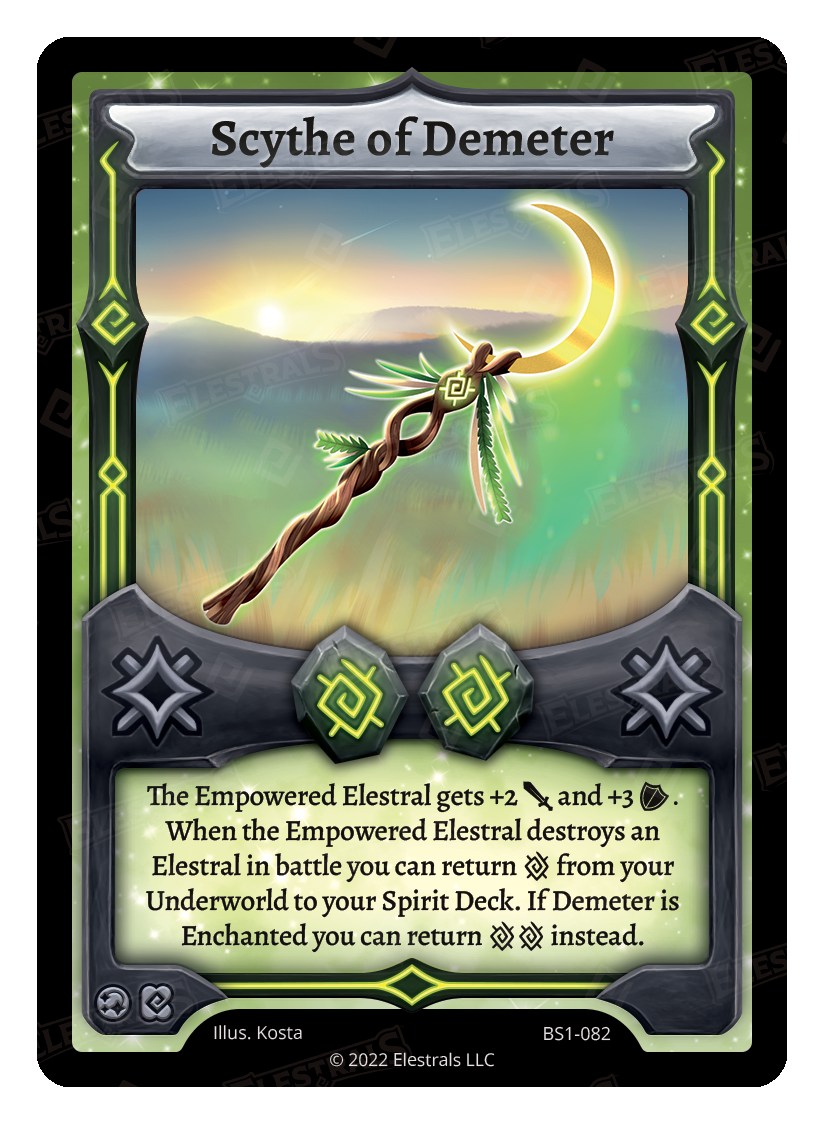 Scythe of Demeter
The Empowered Elestral gets +2 and +3 .
When the Empowered Elestral destroys an
Elestral in battle you can return from your
Underworld to your Spirit Deck. If Demeter is
Enchanted you can return instead.
Illus. Kosta
BS1-082
© 2022 Elestrals LLC
ELESTRALS